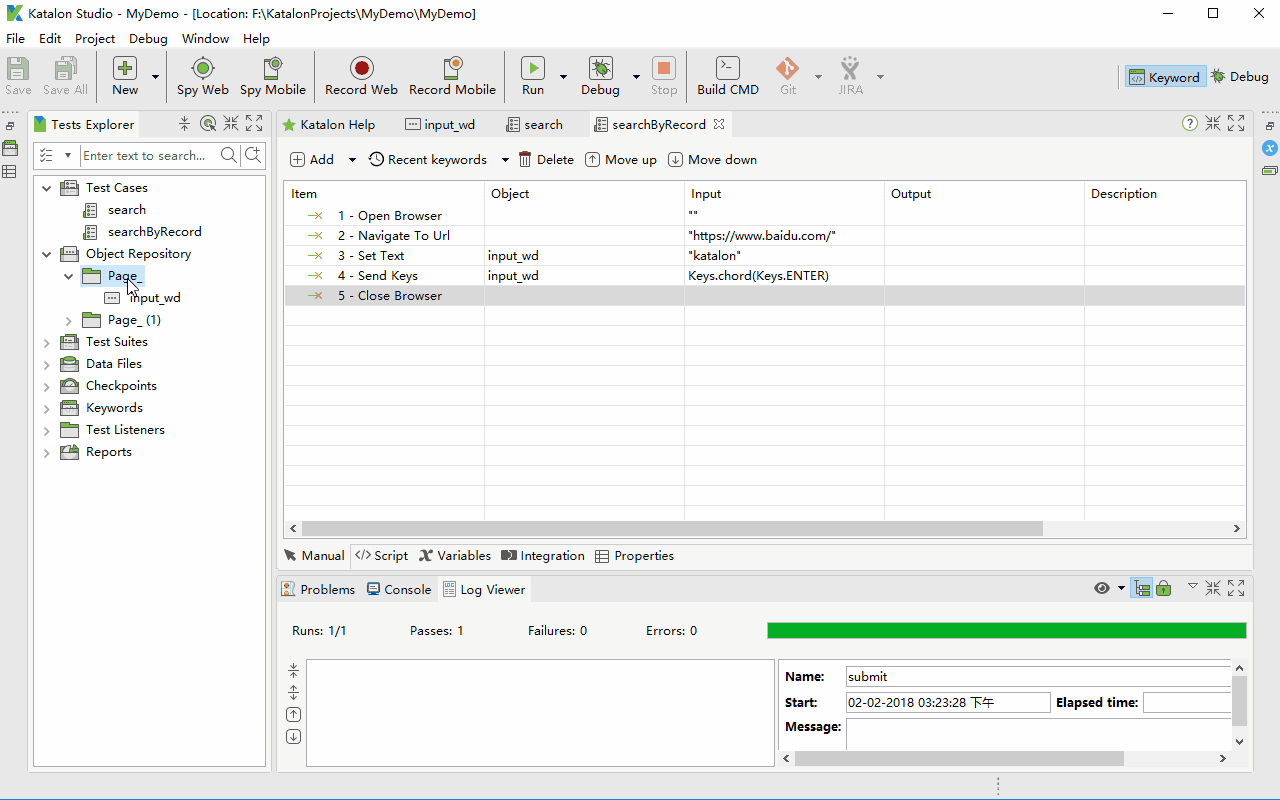 Katalon Studio - MyDemo - [Location: F:\KatalonProjects\MyDemo\MyDemo]
File Edit Project Debug Window Help
Save Save All New Spy Web Spy Mobile Record Web Record Mobile Run Debug Stop Build CMD Git JIRA Keyword Debug
Tests Explorer
Enter text to search...
Test Cases
search
searchByRecord
Object Repository
Page_
input_wd
Page_ (1)
Test Suites
Data Files
Checkpoints
Keywords
Test Listeners
Reports
Katalon Help input_wd search searchByRecord
Add Recent keywords Delete Move up Move down
Item Object Input Output Description
1 - Open Browser ""
2 - Navigate To Url "https://www.baidu.com/"
3 - Set Text input_wd "katalon"
4 - Send Keys input_wd Keys.chord(Keys.ENTER)
5 - Close Browser
Manual </> Script Variables Integration Properties
Problems Console Log Viewer
Runs: 1/1 Passes: 1 Failures: 0 Errors: 0
Name: submit
Start: 02-02-2018 03:23:28 下午 Elapsed time:
Message: